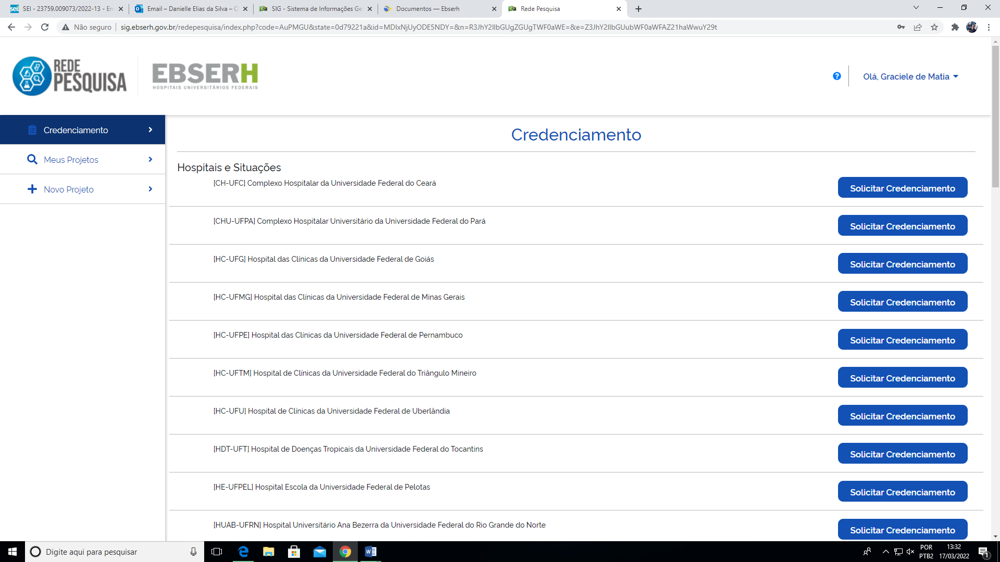 SEI - 23759.009073/2022-13 - En
Email – Danielle Elias da Silva – O
SIG - Sistema de Informações Ge
Documentos — Ebserh
Rede Pesquisa
Não seguro
sig.ebserh.gov.br/redepesquisa/index.php?code=AuPMGU&state=0d79221a&id=MDIxNjUyODE5NDY=&n=R3JhY2llbGUgZGUgTWF0aWE=&e=Z3JhY2llbGUubWF0aWFAZ21haWwuY29t
REDE
PESQUISA
EBSERH
HOSPITAIS UNIVERSITÁRIOS FEDERAIS
Olá, Graciele de Matia
Credenciamento
Meus Projetos
Novo Projeto
Credenciamento
Hospitais e Situações
[CH-UFC] Complexo Hospitalar da Universidade Federal do Ceará
Solicitar Credenciamento
[CHU-UFPA] Complexo Hospitalar Universitário da Universidade Federal do Pará
Solicitar Credenciamento
[HC-UFG] Hospital das Clínicas da Universidade Federal de Goiás
Solicitar Credenciamento
[HC-UFMG] Hospital das Clínicas da Universidade Federal de Minas Gerais
Solicitar Credenciamento
[HC-UFPE] Hospital das Clínicas da Universidade Federal de Pernambuco
Solicitar Credenciamento
[HC-UFTM] Hospital de Clínicas da Universidade Federal do Triângulo Mineiro
Solicitar Credenciamento
[HC-UFU] Hospital de Clínicas da Universidade Federal de Uberlândia
Solicitar Credenciamento
[HDT-UFT] Hospital de Doenças Tropicais da Universidade Federal do Tocantins
Solicitar Credenciamento
[HE-UFPEL] Hospital Escola da Universidade Federal de Pelotas
Solicitar Credenciamento
[HUAB-UFRN] Hospital Universitário Ana Bezerra da Universidade Federal do Rio Grande do Norte
Solicitar Credenciamento
Digite aqui para pesquisar
POR
PTB2
13:32
17/03/2022
1